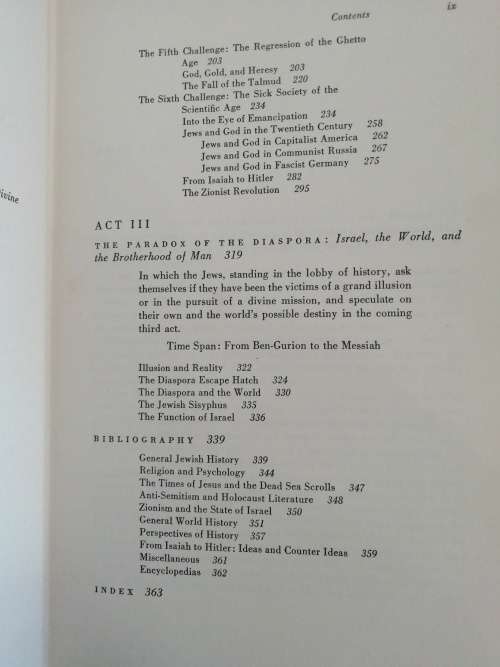 Contents ix
The Fifth Challenge: The Regression of the Ghetto
Age 203
God, Gold, and Heresy 203
The Fall of the Talmud 220
The Sixth Challenge: The Sick Society of the
Scientific Age 234
Into the Eye of Emancipation 234
Jews and God in the Twentieth Century 258
Jews and God in Capitalist America 262
Jews and God in Communist Russia 267
Jews and God in Fascist Germany 275
From Isaiah to Hitler 282
The Zionist Revolution 295
ACT III
THE PARADOX OF THE DIASPORA: Israel, the World, and
the Brotherhood of Man 319
In which the Jews, standing in the lobby of history, ask
themselves if they have been the victims of a grand illusion
or in the pursuit of a divine mission, and speculate on
their own and the world's possible destiny in the coming
third act.
Time Span: From Ben-Gurion to the Messiah
Illusion and Reality 322
The Diaspora Escape Hatch 324
The Diaspora and the World 330
The Jewish Sisyphus 335
The Function of Israel 336
BIBLIOGRAPHY 339
General Jewish History 339
Religion and Psychology 344
The Times of Jesus and the Dead Sea Scrolls 347
Anti-Semitism and Holocaust Literature 348
Zionism and the State of Israel 350
General World History 351
Perspectives of History 357
From Isaiah to Hitler: Ideas and Counter Ideas 359
Miscellaneous 361
Encyclopedias 362
INDEX 363